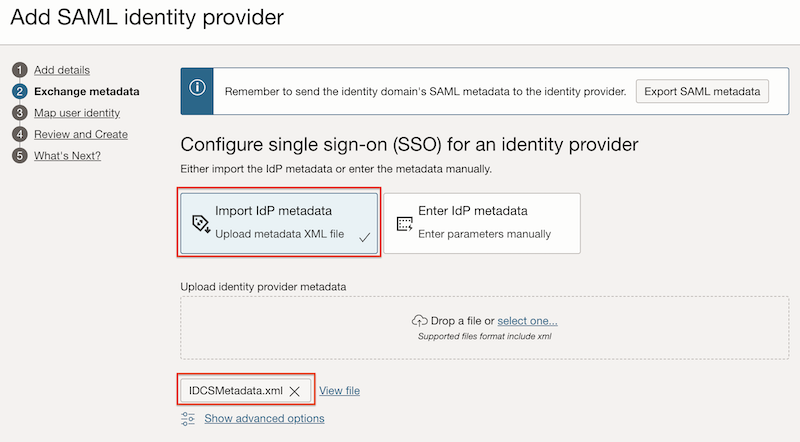 Add SAML identity provider
1 Add details
2 Exchange metadata
3 Map user identity
4 Review and Create
5 What's Next?
Remember to send the identity domain's SAML metadata to the identity provider. Export SAML metadata
Configure single sign-on (SSO) for an identity provider
Either import the IdP metadata or enter the metadata manually.
Import IdP metadata
Upload metadata XML file
Enter IdP metadata
Enter parameters manually
Upload identity provider metadata
Drop a file or select one...
Supported files format include xml
IDCSMetadata.xml View file
Show advanced options